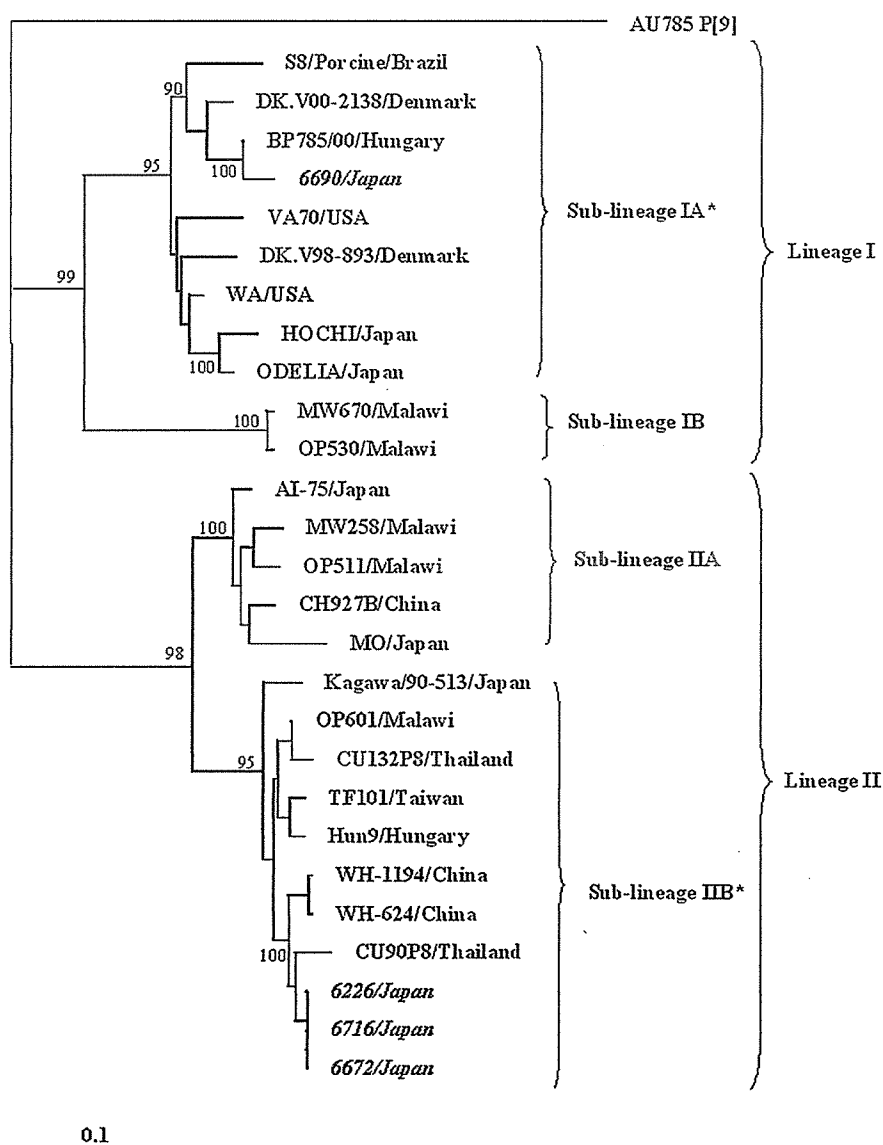 AU785 P[9]
S8/Porcine/Brazil
90
DK.V00-2138/Denmark
BP785/00/Hungary
100
6690/Japan
95
Sub-lineage IA*
VA70/USA
Lineage I
DK.V98-893/Denmark
99
WA/USA
HOCHI/Japan
100
ODELIA/Japan
MW670/Malawi
100
Sub-lineage IB
OP530/Malawi
AI-75/Japan
100
MW258/Malawi
Sub-lineage IIA
OP511/Malawi
CH927B/China
MO/Japan
98
Kagawa/90-513/Japan
OP601/Malawi
95
CU132P8/Thailand
Lineage II
TF101/Taiwan
Hun9/Hungary
WH-1194/China
Sub-lineage IIB*
WH-624/China
100
CU90P8/Thailand
6226/Japan
6716/Japan
6672/Japan
0.1